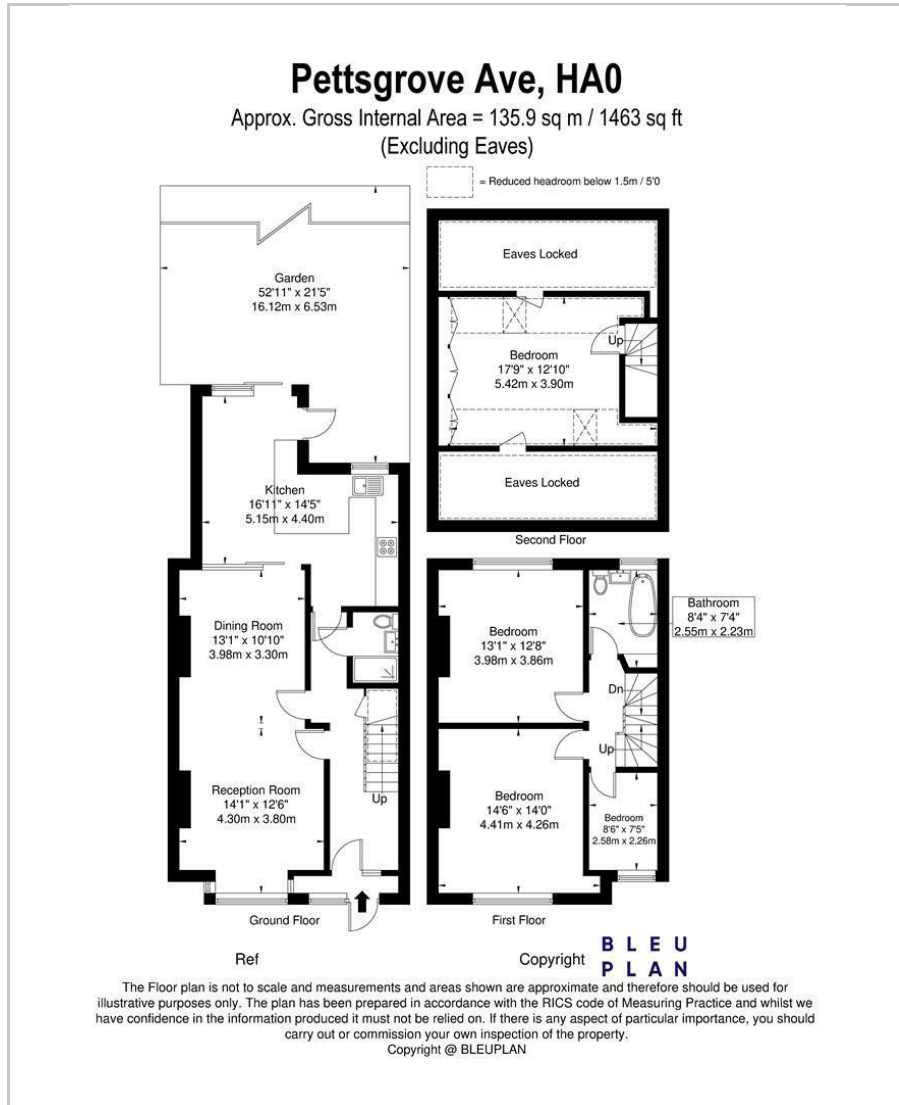 Pettsgrove Ave, HA0
Approx. Gross Internal Area = 135.9 sq m / 1463 sq ft
(Excluding Eaves)
= Reduced headroom below 1.5m / 5'0
Garden
52'11" x 21'5"
16.12m x 6.53m
Kitchen
16'11" x 14'5"
5.15m x 4.40m
Dining Room
13'1" x 10'10"
3.98m x 3.30m
Reception Room
14'1" x 12'6"
4.30m x 3.80m
Up
Ground Floor
Eaves Locked
Bedroom
17'9" x 12'10"
5.42m x 3.90m
Up
Eaves Locked
Second Floor
Bedroom
13'1" x 12'8"
3.98m x 3.86m
Bathroom
8'4" x 7'4"
2.55m x 2.23m
Dn
Up
Bedroom
14'6" x 14'0"
4.41m x 4.26m
Bedroom
8'6" x 7'5"
2.58m x 2.26m
First Floor
Ref
Copyright
BLEU
PLAN
The Floor plan is not to scale and measurements and areas shown are approximate and therefore should be used for
illustrative purposes only. The plan has been prepared in accordance with the RICS code of Measuring Practice and whilst we
have confidence in the information produced it must not be relied on. If there is any aspect of particular importance, you should
carry out or commission your own inspection of the property.
Copyright @ BLEUPLAN